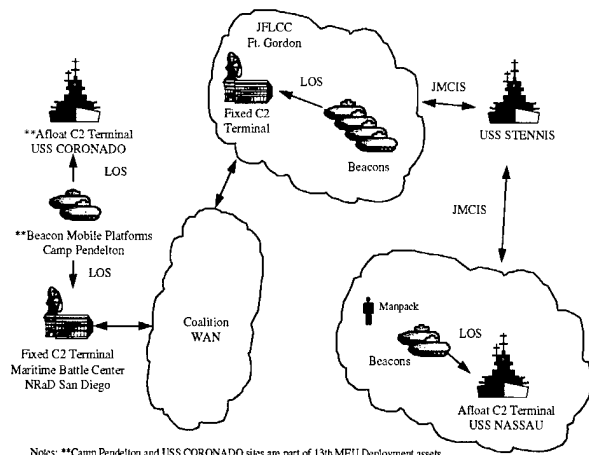 JFLCC
Ft. Gordon
LOS
Fixed C2
Terminal
Beacons
JMCIS
USS STENNIS
JMCIS
**Afloat C2 Terminal
USS CORONADO
LOS
**Beacon Mobile Platforms
Camp Pendelton
LOS
Fixed C2 Terminal
Maritime Battle Center
NRaD San Diego
Coalition
WAN
Manpack
LOS
Beacons
Afloat C2 Terminal
USS NASSAU
Notes: **Camp Pendelton and USS CORONADO sites are part of 13th MEU Deployment assets